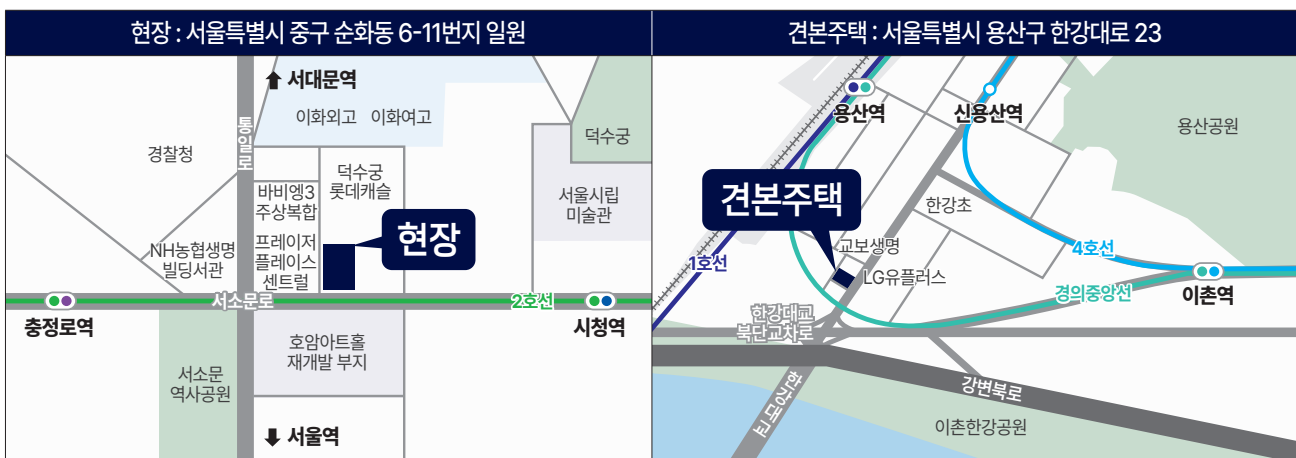 현장 : 서울특별시 중구 순화동 6-11번지 일원
서대문역
이화외고
이화여고
통일로
경찰청
덕수궁
덕수궁
롯데캐슬
바비엥3
주상복합
서울시립
미술관
현장
프레이저
플레이스
센트럴
NH농협생명
빌딩서관
서소문로
2호선
충정로역
시청역
호암아트홀
재개발 부지
서소문
역사공원
서울역
견본주택 : 서울특별시 용산구 한강대로 23
용산역
신용산역
용산공원
견본주택
한강초
교보생명
1호선
4호선
LG유플러스
이촌역
경의중앙선
한강대교
북단교차로
강변북로
한강대교
이촌한강공원